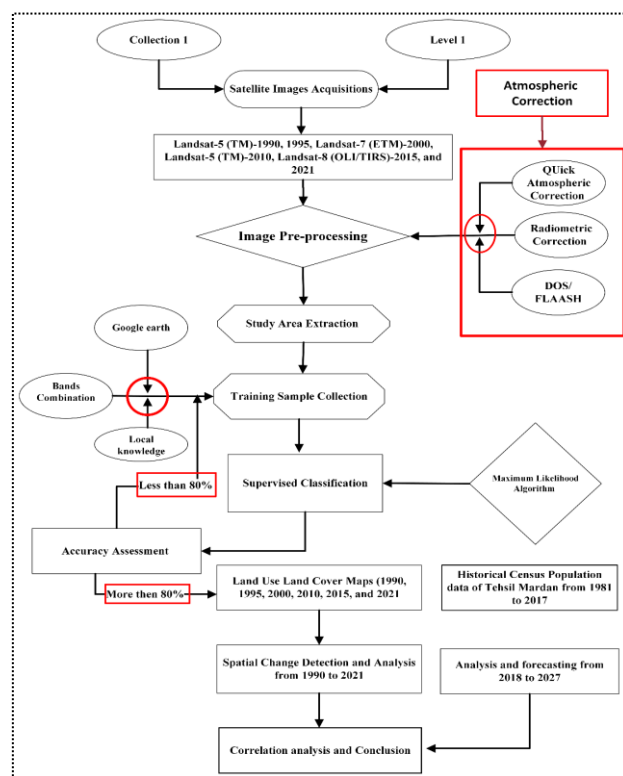 Collection 1
Level 1
Satellite Images Acquisitions
Atmospheric
Correction
Landsat-5 (TM)-1990, 1995, Landsat-7 (ETM)-2000,
Landsat-5 (TM)-2010, Landsat-8 (OLI/TIRS)-2015, and
2021
QUick
Atmospheric
Correction
Image Pre-processing
Radiometric
Correction
DOS/
FLAASH
Study Area Extraction
Google earth
Bands
Combination
Training Sample Collection
Local
knowledge
Less than 80%
Supervised Classification
Maximum Likelihood
Algorithm
Accuracy Assessment
More then 80%
Land Use Land Cover Maps (1990,
1995, 2000, 2010, 2015, and 2021
Historical Census Population
data of Tehsil Mardan from 1981
to 2017
Spatial Change Detection and Analysis
from 1990 to 2021
Analysis and forecasting from
2018 to 2027
Correlation analysis and Conclusion